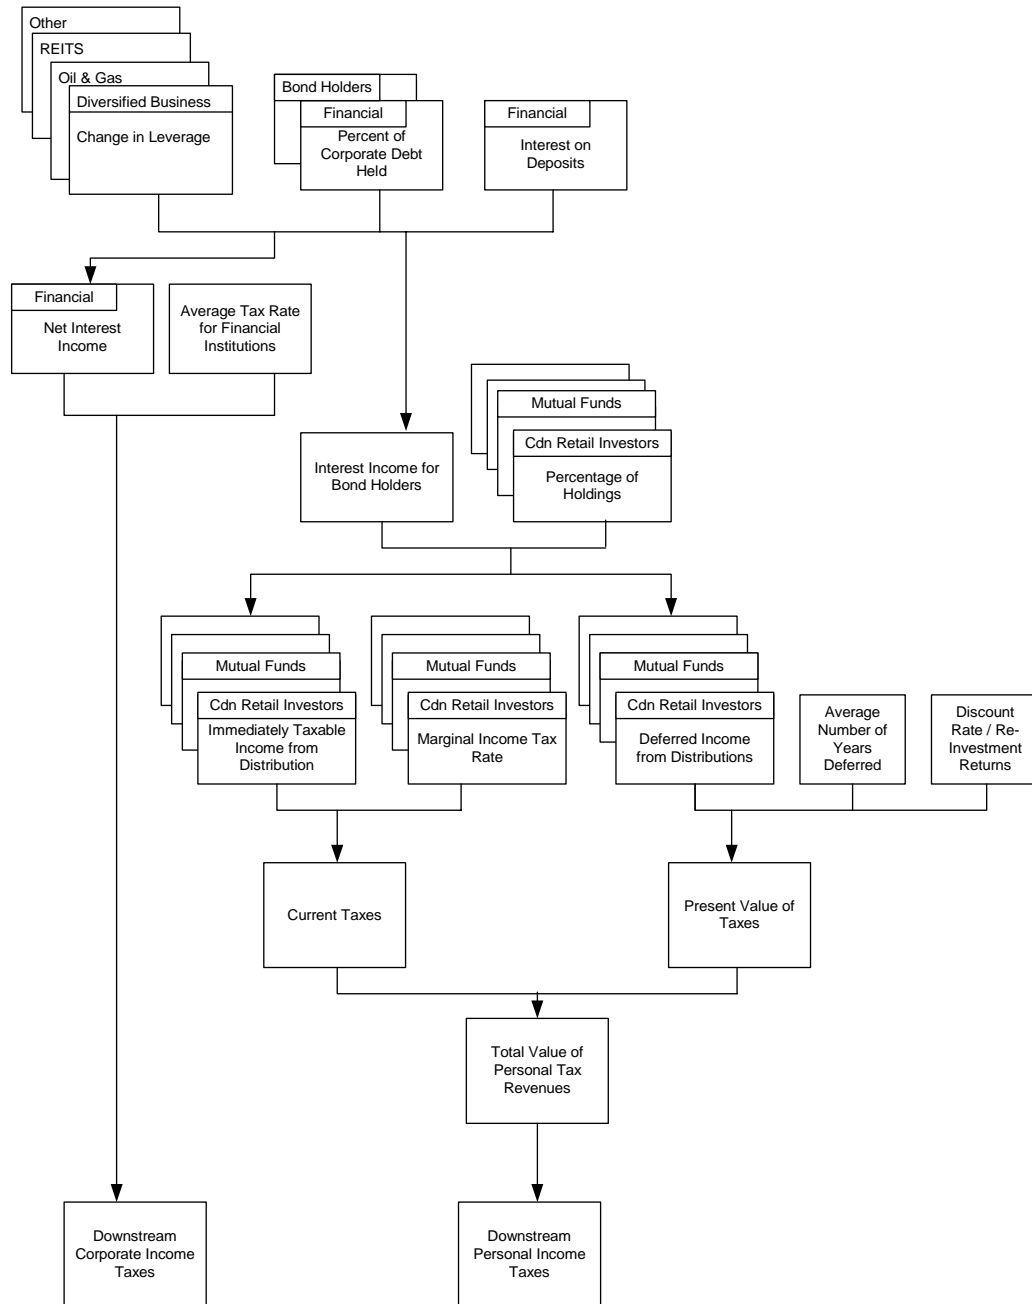 Other
REITS
Oil & Gas
Diversified Business
Change in Leverage
Bond Holders
Financial
Percent of
Corporate Debt
Held
Financial
Interest on
Deposits
Financial
Net Interest
Income
Average Tax Rate
for Financial
Institutions
Interest Income for
Bond Holders
Mutual Funds
Cdn Retail Investors
Percentage of
Holdings
Mutual Funds
Cdn Retail Investors
Immediately Taxable
Income from
Distribution
Mutual Funds
Cdn Retail Investors
Marginal Income Tax
Rate
Mutual Funds
Cdn Retail Investors
Deferred Income
from Distributions
Average
Number of
Years
Deferred
Discount
Rate / Re-
Investment
Returns
Current Taxes
Present Value of
Taxes
Total Value of
Personal Tax
Revenues
Downstream
Corporate Income
Taxes
Downstream
Personal Income
Taxes